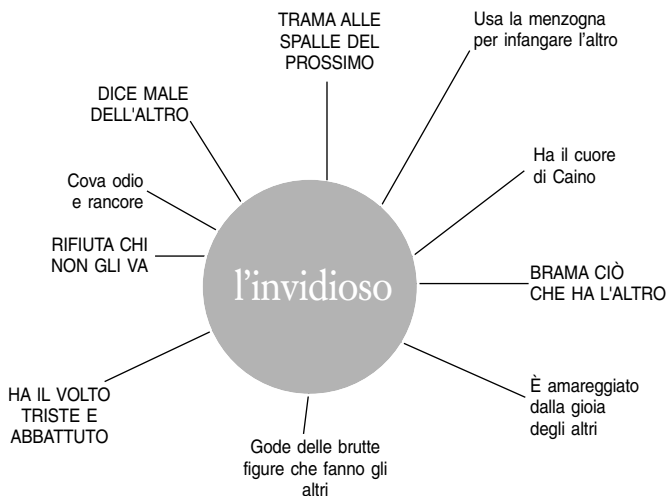 TRAMA ALLE
SPALLE DEL
PROSSIMO
Usa la menzogna
per infangare l'altro
DICE MALE
DELL'ALTRO
Ha il cuore
di Caino
Cova odio
e rancore
RIFIUTA CHI
NON GLI VA
l'invidioso
BRAMA CIÒ
CHE HA L'ALTRO
HA IL VOLTO
TRISTE E
ABBATTUTO
È amareggiato
dalla gioia
degli altri
Gode delle brutte
figure che fanno gli
altri